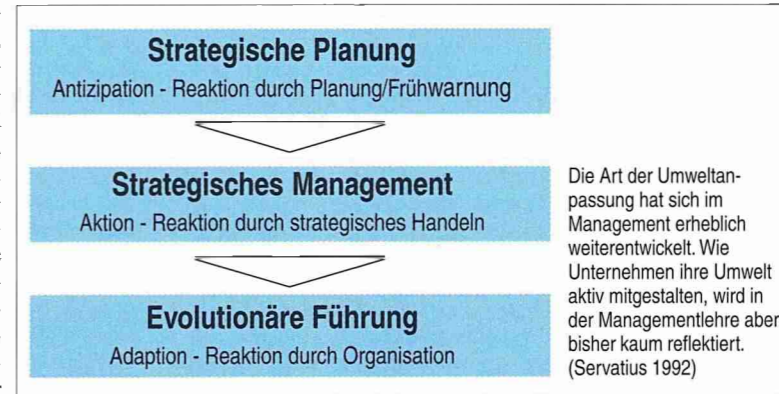 Strategische Planung
Antizipation - Reaktion durch Planung/Frühwarnung
Strategisches Management
Aktion - Reaktion durch strategisches Handeln
Evolutionäre Führung
Adaption - Reaktion durch Organisation
Die Art der Umweltan-
passung hat sich im
Management erheblich
weiterentwickelt. Wie
Unternehmen ihre Umwelt
aktiv mitgestalten, wird in
der Managementlehre aber
bisher kaum reflektiert.
(Servatius 1992)